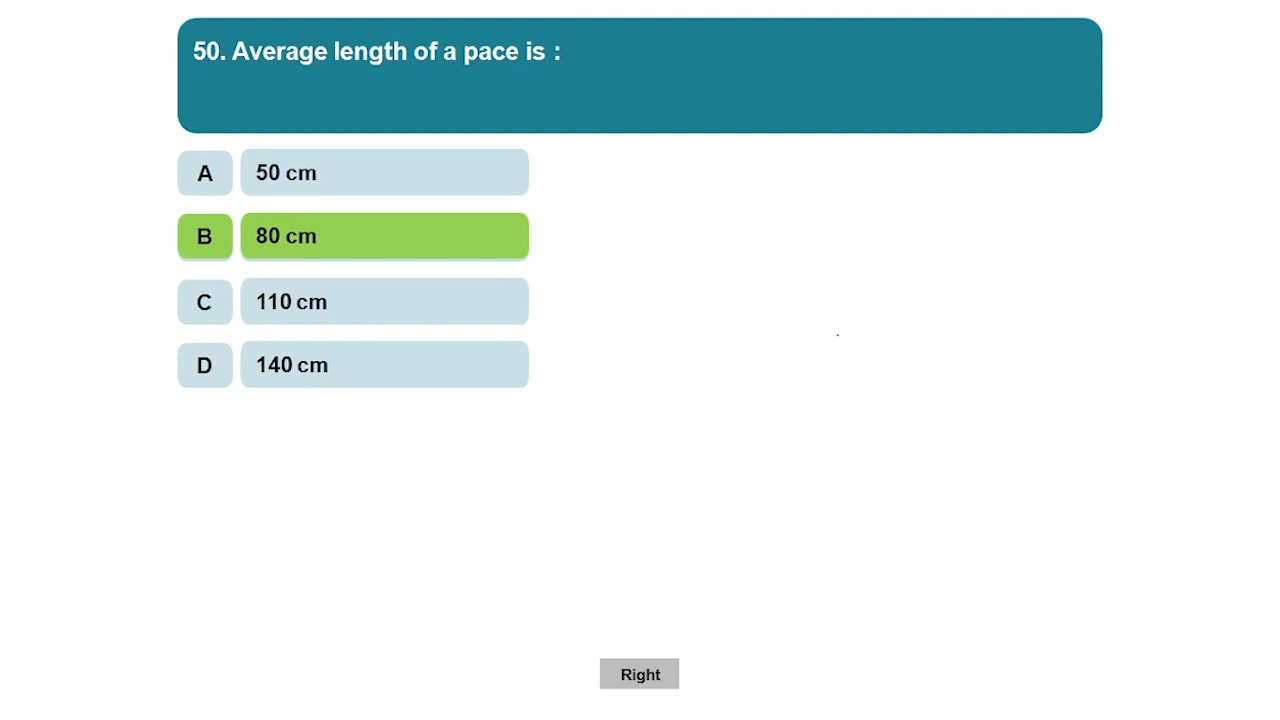 50. Average length of a pace is :
A 50 cm
B 80 cm
C 110 cm
D 140 cm
Right